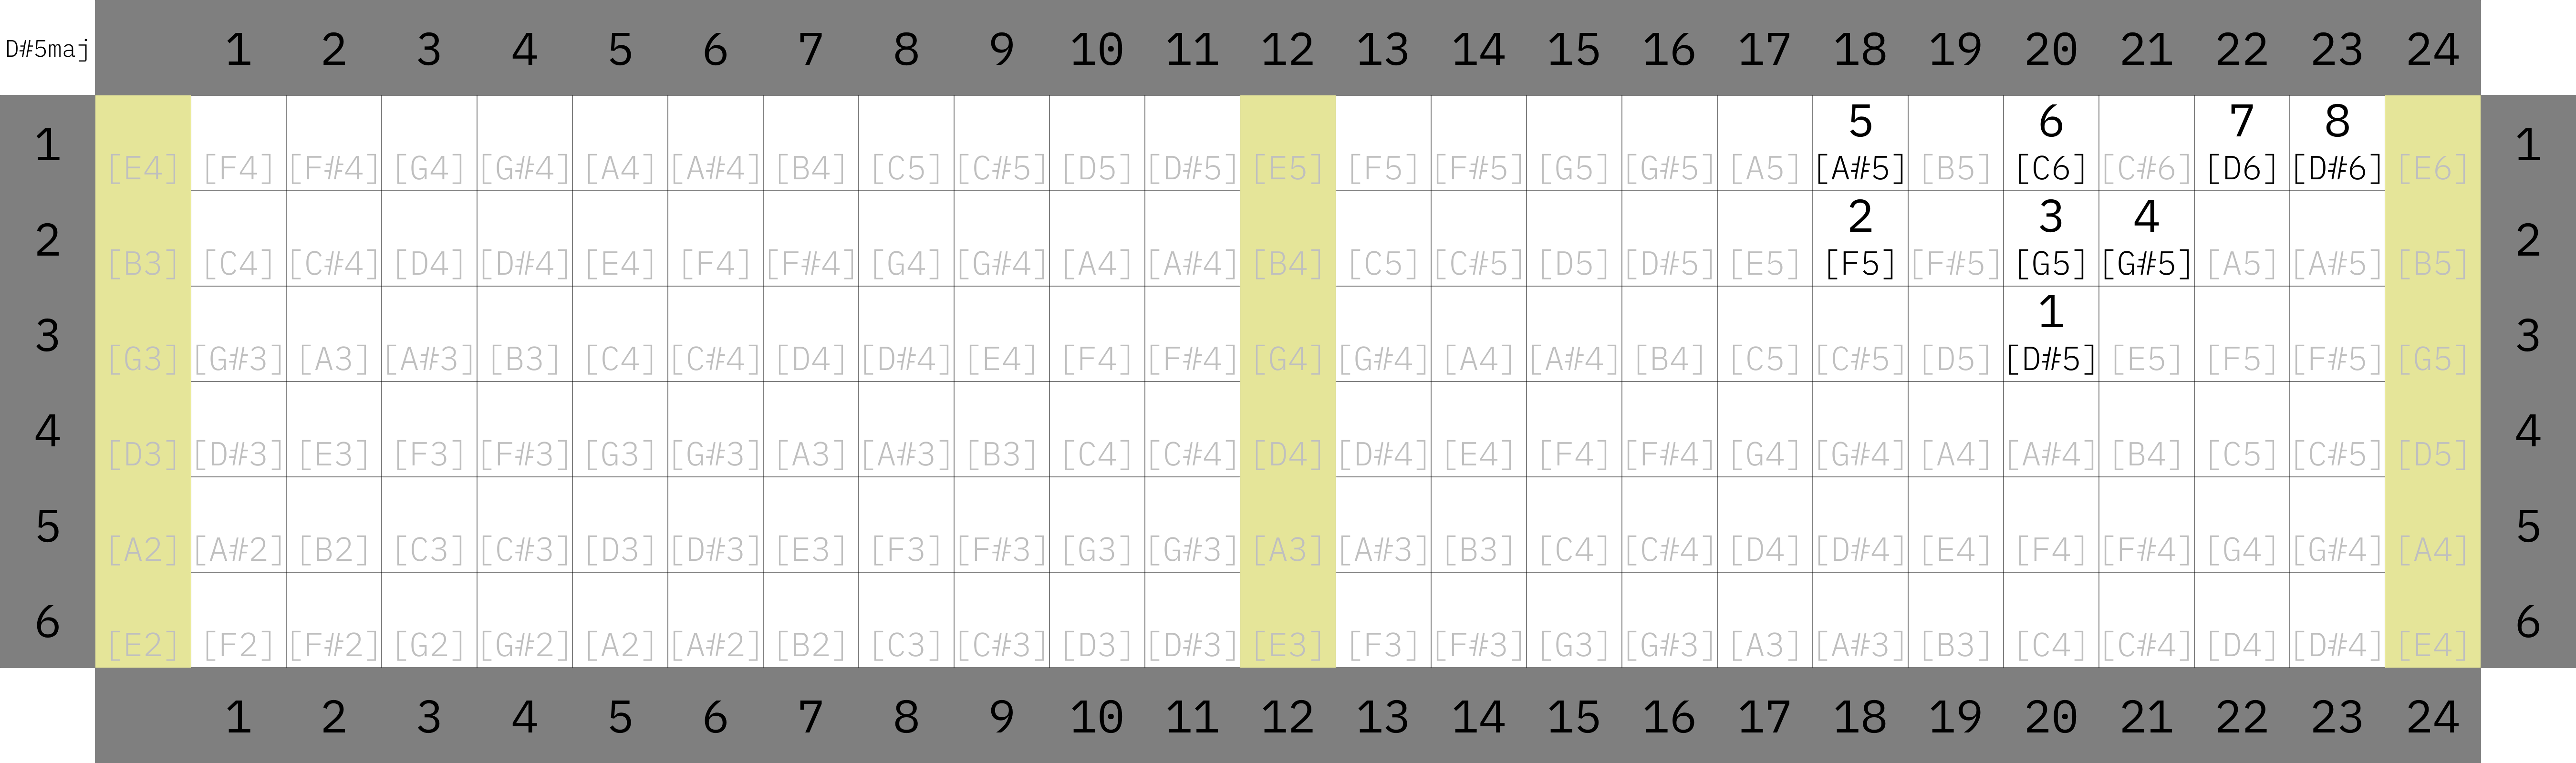 D#5maj 1 2 3 4 5 6 7 8 9 10 11 12 13 14 15 16 17 18 19 20 21 22 23 24
5 6 7 8
1 [E4] [F4] [F#4] [G4] [G#4] [A4] [A#4] [B4] [C5] [C#5] [D5] [D#5] [E5] [F5] [F#5] [G5] [G#5] [A5] [A#5] [B5] [C6] [C#6] [D6] [D#6] [E6] 1
2 3 4
2 [B3] [C4] [C#4] [D4] [D#4] [E4] [F4] [F#4] [G4] [G#4] [A4] [A#4] [B4] [C5] [C#5] [D5] [D#5] [E5] [F5] [F#5] [G5] [G#5] [A5] [A#5] [B5] 2
1
3 [G3] [G#3] [A3] [A#3] [B3] [C4] [C#4] [D4] [D#4] [E4] [F4] [F#4] [G4] [G#4] [A4] [A#4] [B4] [C5] [C#5] [D5] [D#5] [E5] [F5] [F#5] [G5] 3
4 [D3] [D#3] [E3] [F3] [F#3] [G3] [G#3] [A3] [A#3] [B3] [C4] [C#4] [D4] [D#4] [E4] [F4] [F#4] [G4] [G#4] [A4] [A#4] [B4] [C5] [C#5] [D5] 4
5 [A2] [A#2] [B2] [C3] [C#3] [D3] [D#3] [E3] [F3] [F#3] [G3] [G#3] [A3] [A#3] [B3] [C4] [C#4] [D4] [D#4] [E4] [F4] [F#4] [G4] [G#4] [A4] 5
6 [E2] [F2] [F#2] [G2] [G#2] [A2] [A#2] [B2] [C3] [C#3] [D3] [D#3] [E3] [F3] [F#3] [G3] [G#3] [A3] [A#3] [B3] [C4] [C#4] [D4] [D#4] [E4] 6
1 2 3 4 5 6 7 8 9 10 11 12 13 14 15 16 17 18 19 20 21 22 23 24